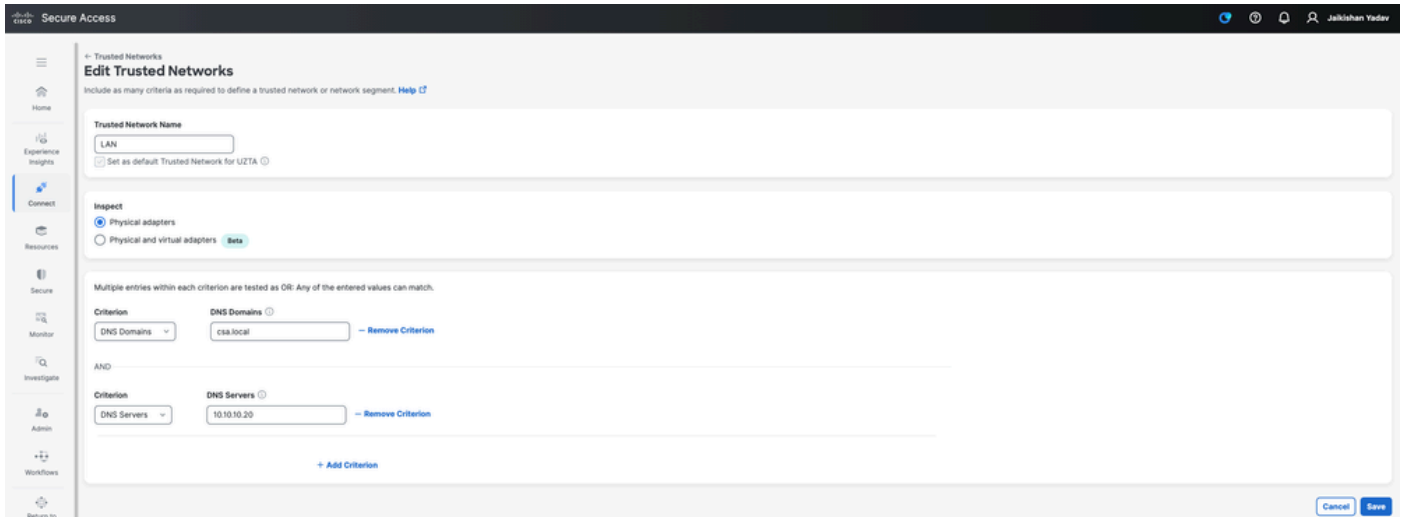 cisco Secure Access
Jaikishan Yadav
Home
Experience
Insights
Connect
Resources
Secure
Monitor
Investigate
Admin
Workflows
Return to
← Trusted Networks
Edit Trusted Networks
Include as many criteria as required to define a trusted network or network segment. Help
Trusted Network Name
LAN
Set as default Trusted Network for UZTA
Inspect
Physical adapters
Physical and virtual adapters Beta
Multiple entries within each criterion are tested as OR: Any of the entered values can match.
Criterion DNS Domains
DNS Domains csa.local − Remove Criterion
AND
Criterion DNS Servers
DNS Servers 10.10.10.20 − Remove Criterion
+ Add Criterion
Cancel Save